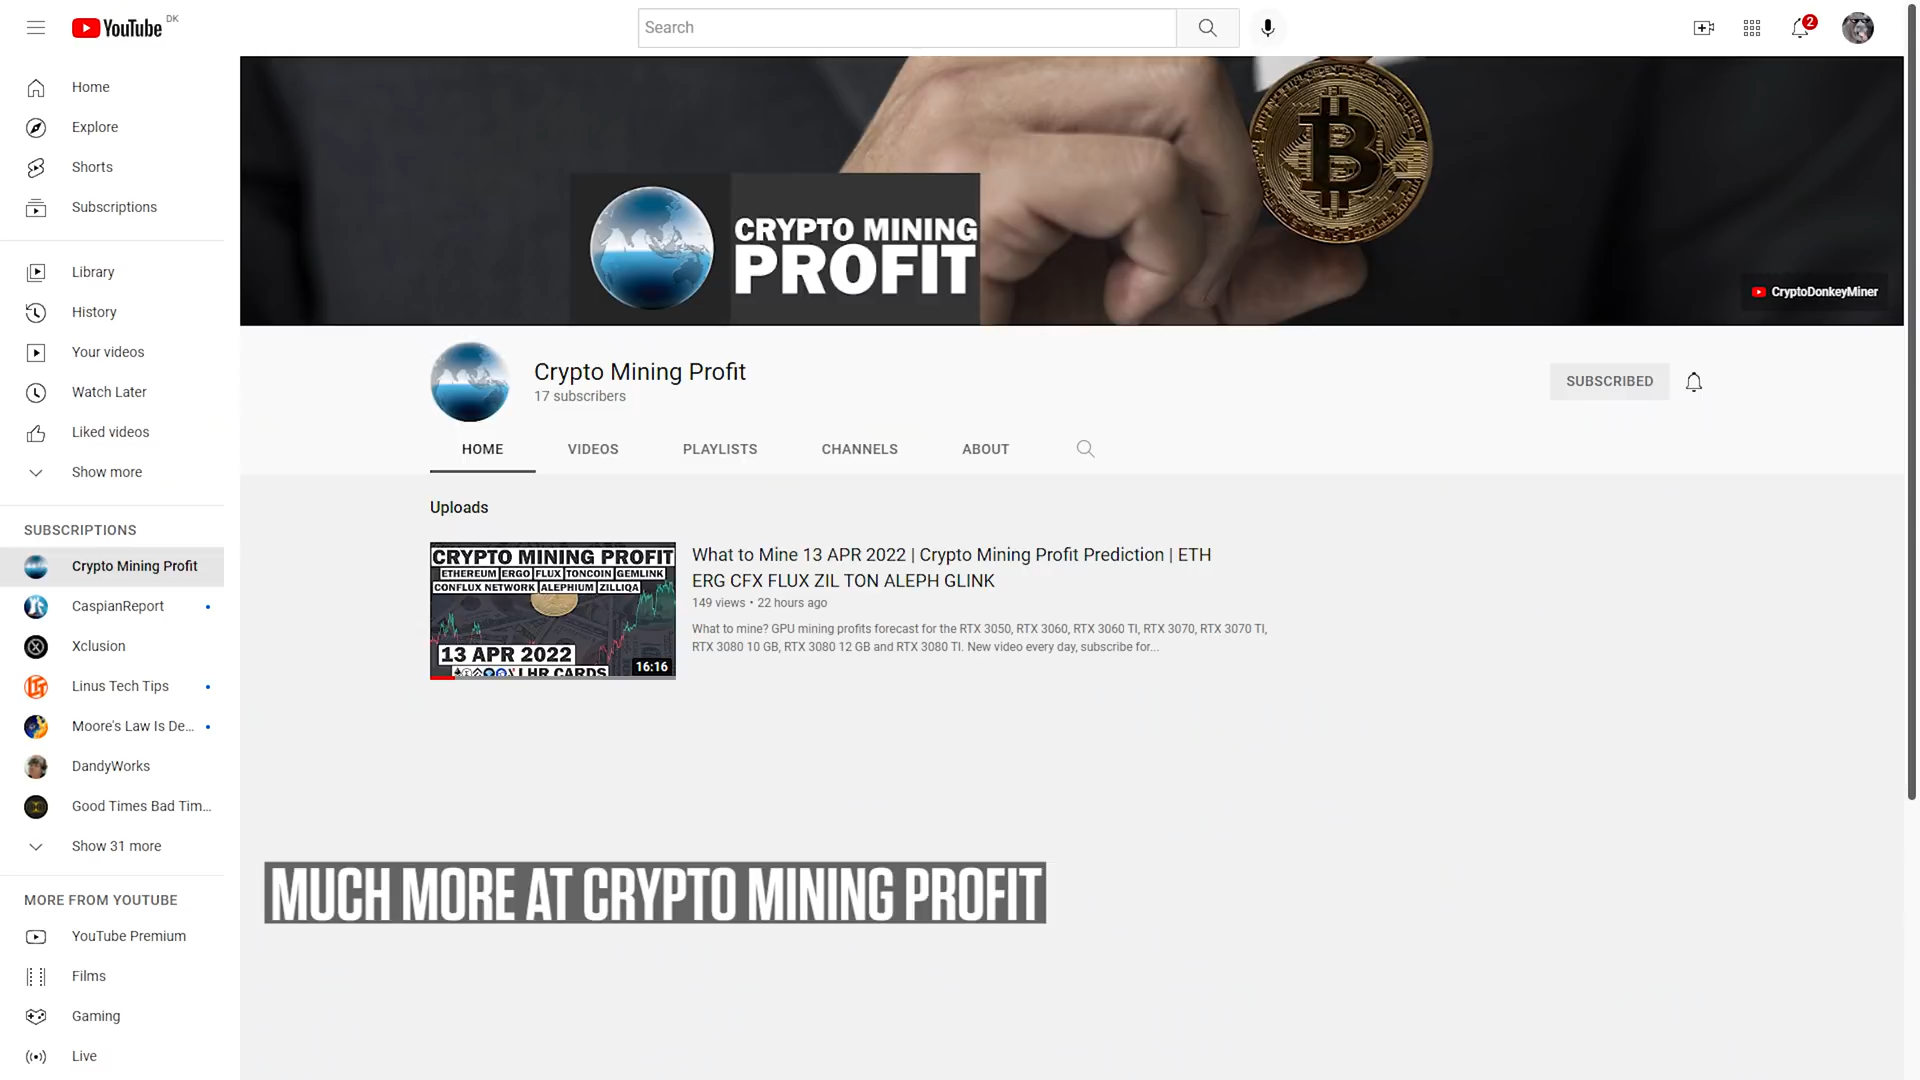 YouTube DK
Search
2
Home
Explore
Shorts
Subscriptions
Library
History
Your videos
Watch Later
Liked videos
Show more
SUBSCRIPTIONS
Crypto Mining Profit
CaspianReport
Xclusion
Linus Tech Tips
Moore's Law Is De...
DandyWorks
Good Times Bad Tim...
Show 31 more
MORE FROM YOUTUBE
YouTube Premium
Films
Gaming
Live
CRYPTO MINING
PROFIT
CryptoDonkeyMiner
Crypto Mining Profit
17 subscribers
SUBSCRIBED
HOME VIDEOS PLAYLISTS CHANNELS ABOUT
Uploads
CRYPTO MINING PROFIT
ETHEREUM ERGO FLUX TONCOIN GEMLINK
CONFLUX NETWORK ALEPHIUM ZILLIQA
13 APR 2022
LHR CARDS
16:16
What to Mine 13 APR 2022 | Crypto Mining Profit Prediction | ETH
ERG CFX FLUX ZIL TON ALEPH GLINK
149 views • 22 hours ago
What to mine? GPU mining profits forecast for the RTX 3050, RTX 3060, RTX 3060 TI, RTX 3070, RTX 3070 TI,
RTX 3080 10 GB, RTX 3080 12 GB and RTX 3080 TI. New video every day, subscribe for...
MUCH MORE AT CRYPTO MINING PROFIT